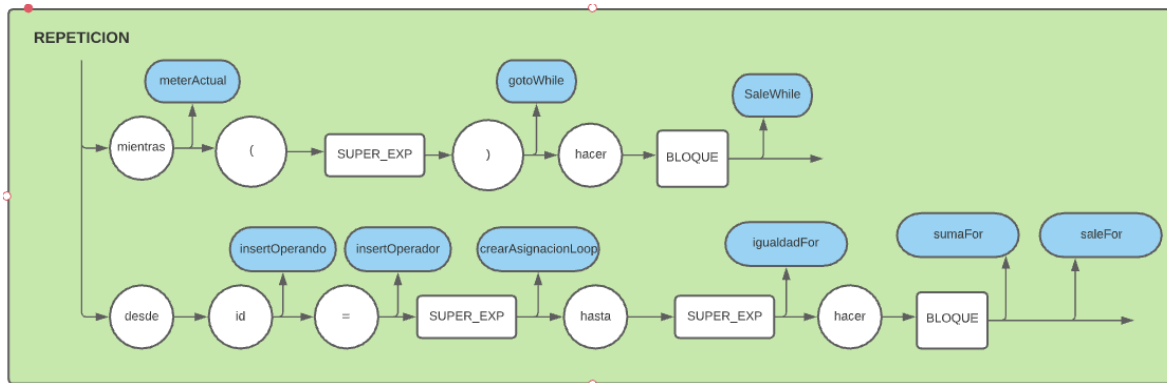 REPETICION
meterActual
gotoWhile
SaleWhile
mientras
(
SUPER_EXP
)
hacer
BLOQUE
insertOperando
insertOperador
crearAsignacionLoop
igualdadFor
sumaFor
saleFor
desde
id
=
SUPER_EXP
hasta
SUPER_EXP
hacer
BLOQUE